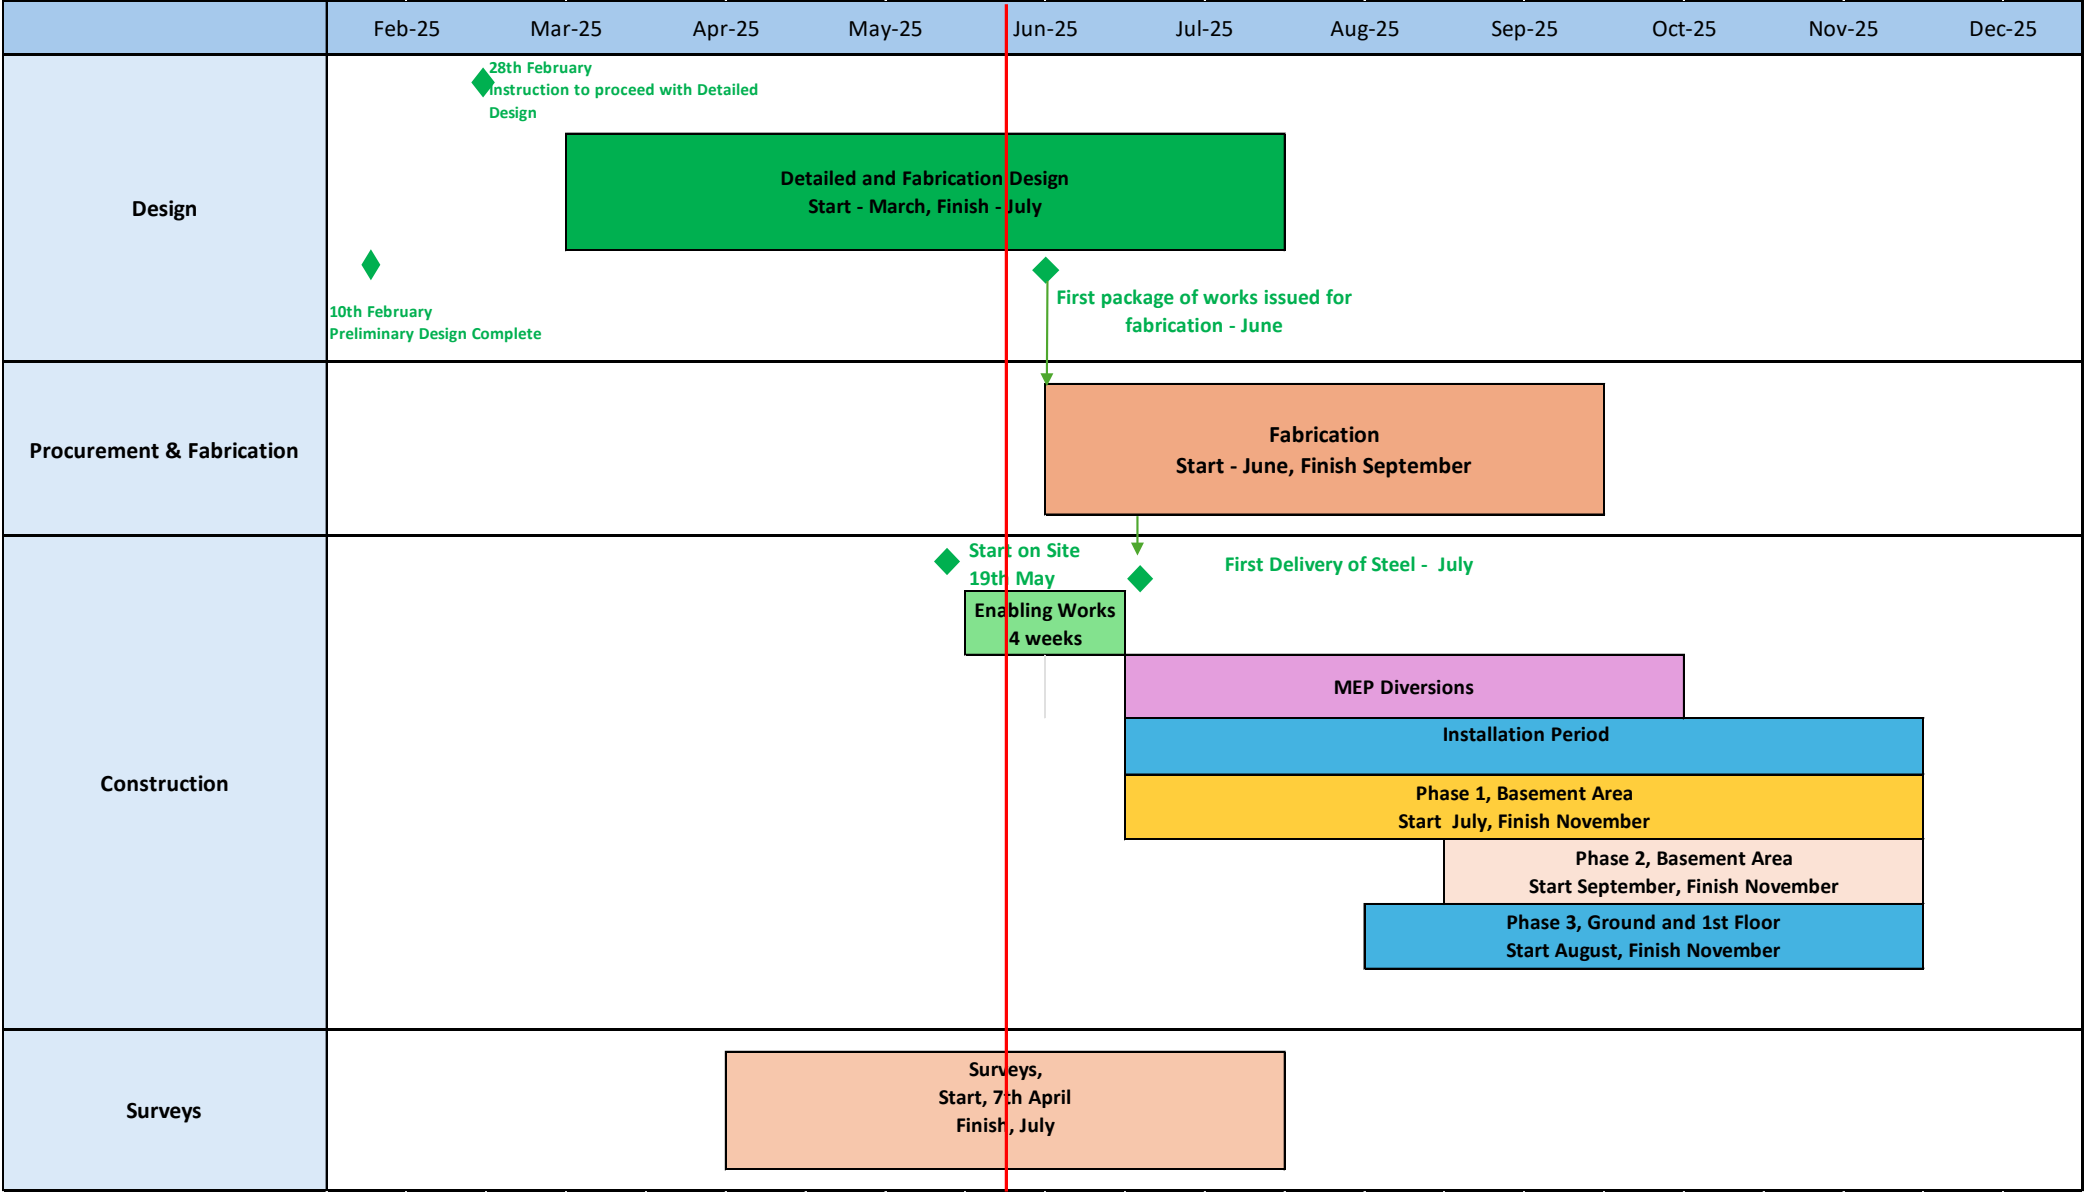 Feb-25 Mar-25 Apr-25 May-25 Jun-25 Jul-25 Aug-25 Sep-25 Oct-25 Nov-25 Dec-25
Design
28th February
Instruction to proceed with Detailed
Design
Detailed and Fabrication Design
Start - March, Finish - July
10th February
Preliminary Design Complete
First package of works issued for
fabrication - June
Procurement & Fabrication
Fabrication
Start - June, Finish September
Construction
Start on Site
19th May
First Delivery of Steel - July
Enabling Works
4 weeks
MEP Diversions
Installation Period
Phase 1, Basement Area
Start July, Finish November
Phase 2, Basement Area
Start September, Finish November
Phase 3, Ground and 1st Floor
Start August, Finish November
Surveys
Surveys,
Start, 7th April
Finish, July